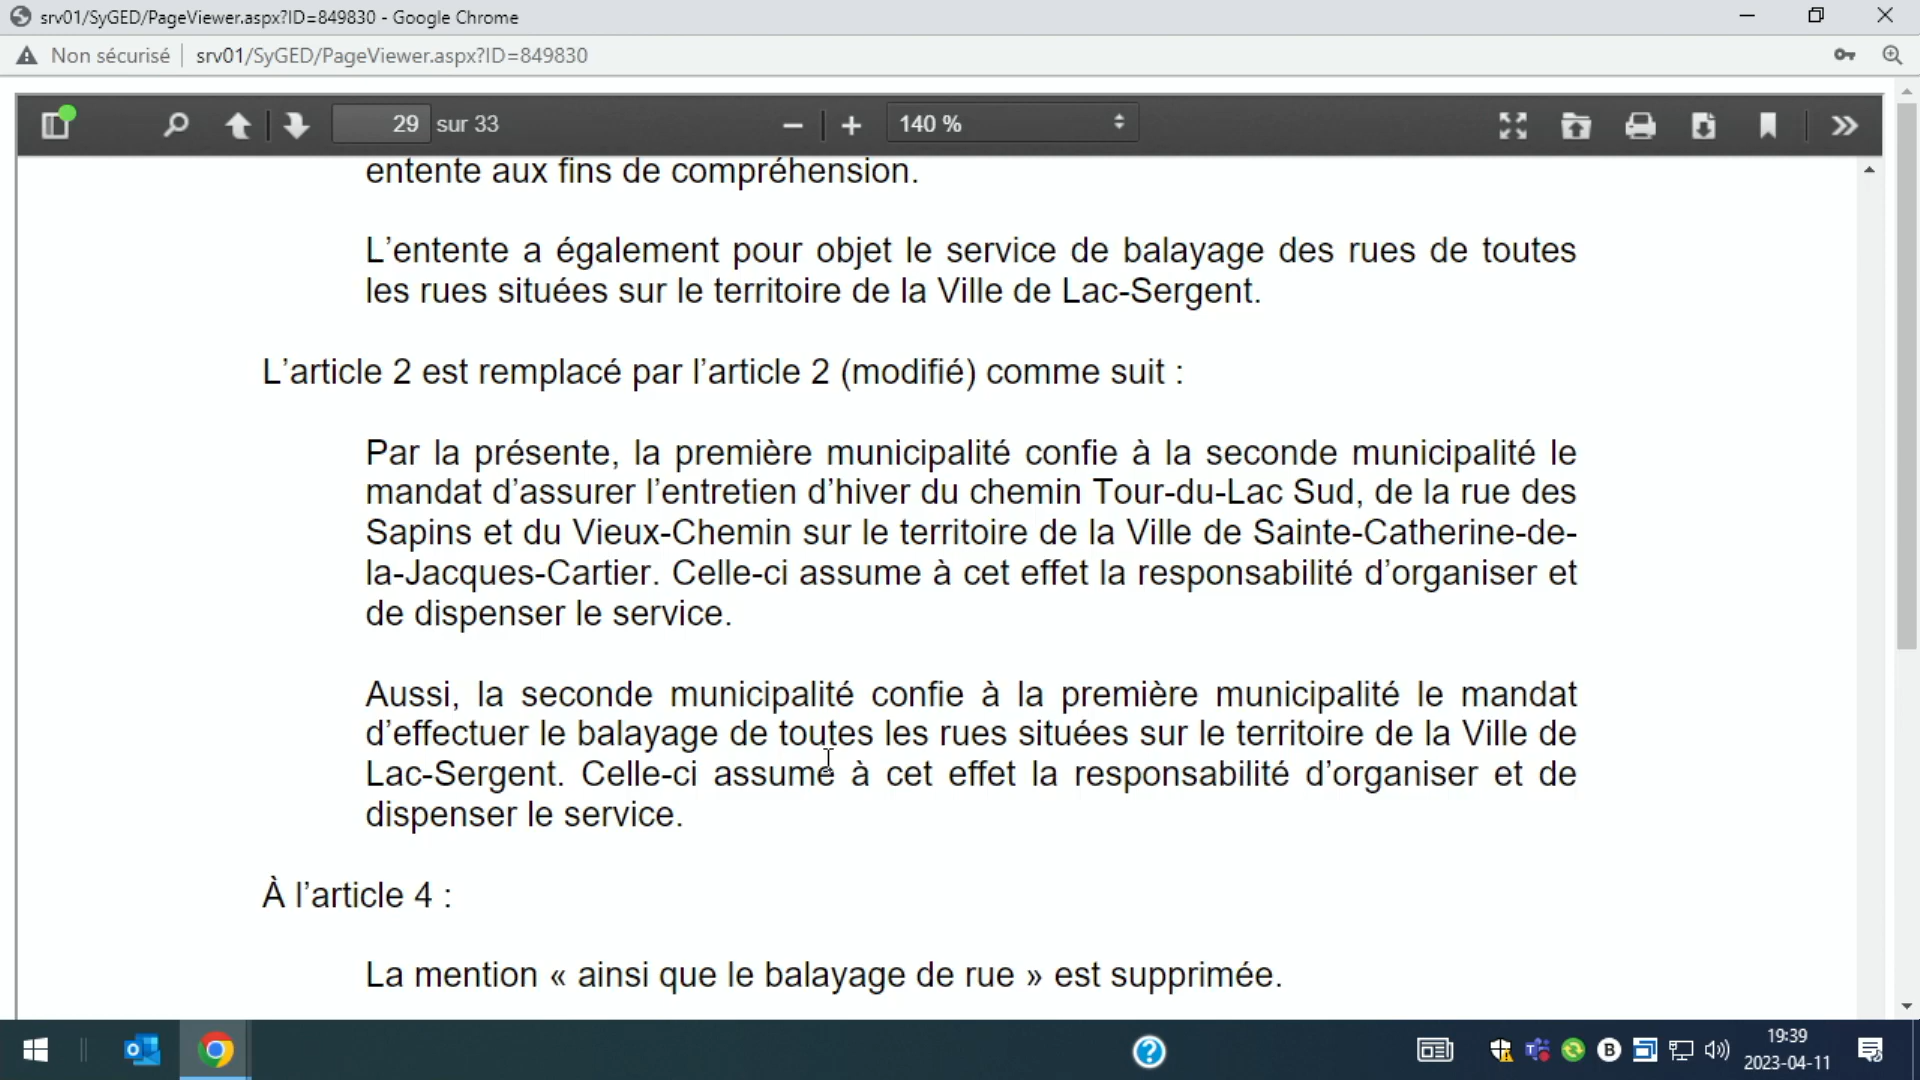 srv01/SyGED/PageViewer.aspx?ID=849830 - Google Chrome
Non sécurisé | srv01/SyGED/PageViewer.aspx?ID=849830
29 sur 33
140 %
entente aux fins de compréhension.
L’entente a également pour objet le service de balayage des rues de toutes
les rues situées sur le territoire de la Ville de Lac-Sergent.
L’article 2 est remplacé par l’article 2 (modifié) comme suit :
Par la présente, la première municipalité confie à la seconde municipalité le
mandat d’assurer l’entretien d’hiver du chemin Tour-du-Lac Sud, de la rue des
Sapins et du Vieux-Chemin sur le territoire de la Ville de Sainte-Catherine-de-
la-Jacques-Cartier. Celle-ci assume à cet effet la responsabilité d’organiser et
de dispenser le service.
Aussi, la seconde municipalité confie à la première municipalité le mandat
d’effectuer le balayage de toutes les rues situées sur le territoire de la Ville de
Lac-Sergent. Celle-ci assume à cet effet la responsabilité d’organiser et de
dispenser le service.
À l’article 4 :
La mention « ainsi que le balayage de rue » est supprimée.
19:39
2023-04-11